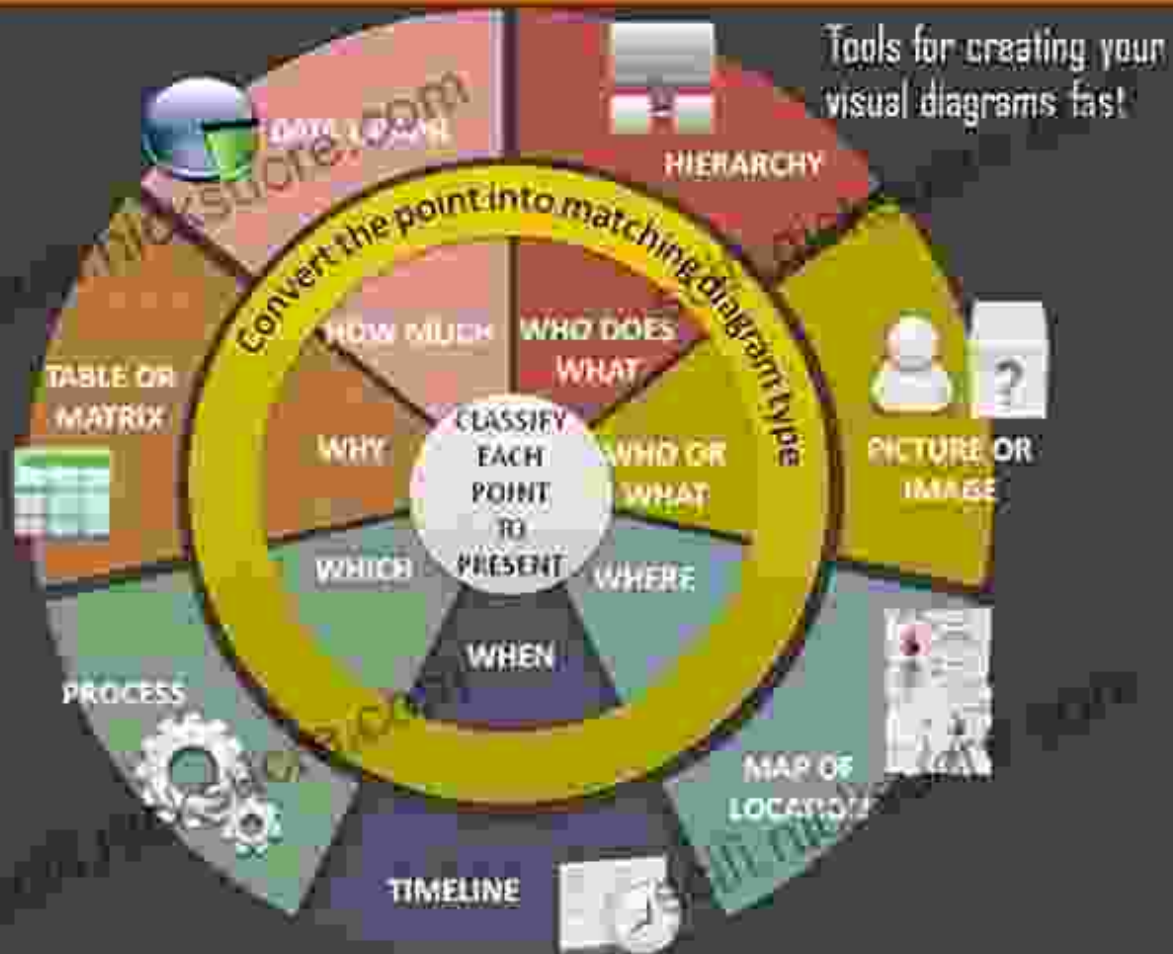 Tools for creating your
visual diagrams fast
HIERARCHY
Convert the point into matching diagram type
HOW MUCH
WHO DOES
WHAT
TABLE OR
MATRIX
WHY
CLASSIFY
EACH
POINT
TO
PRESENT
WHO OR
WHAT
PICTURE OR
IMAGE
?
WHICH
WHERE
WHEN
PROCESS
MAP OF
LOCATION
TIMELINE